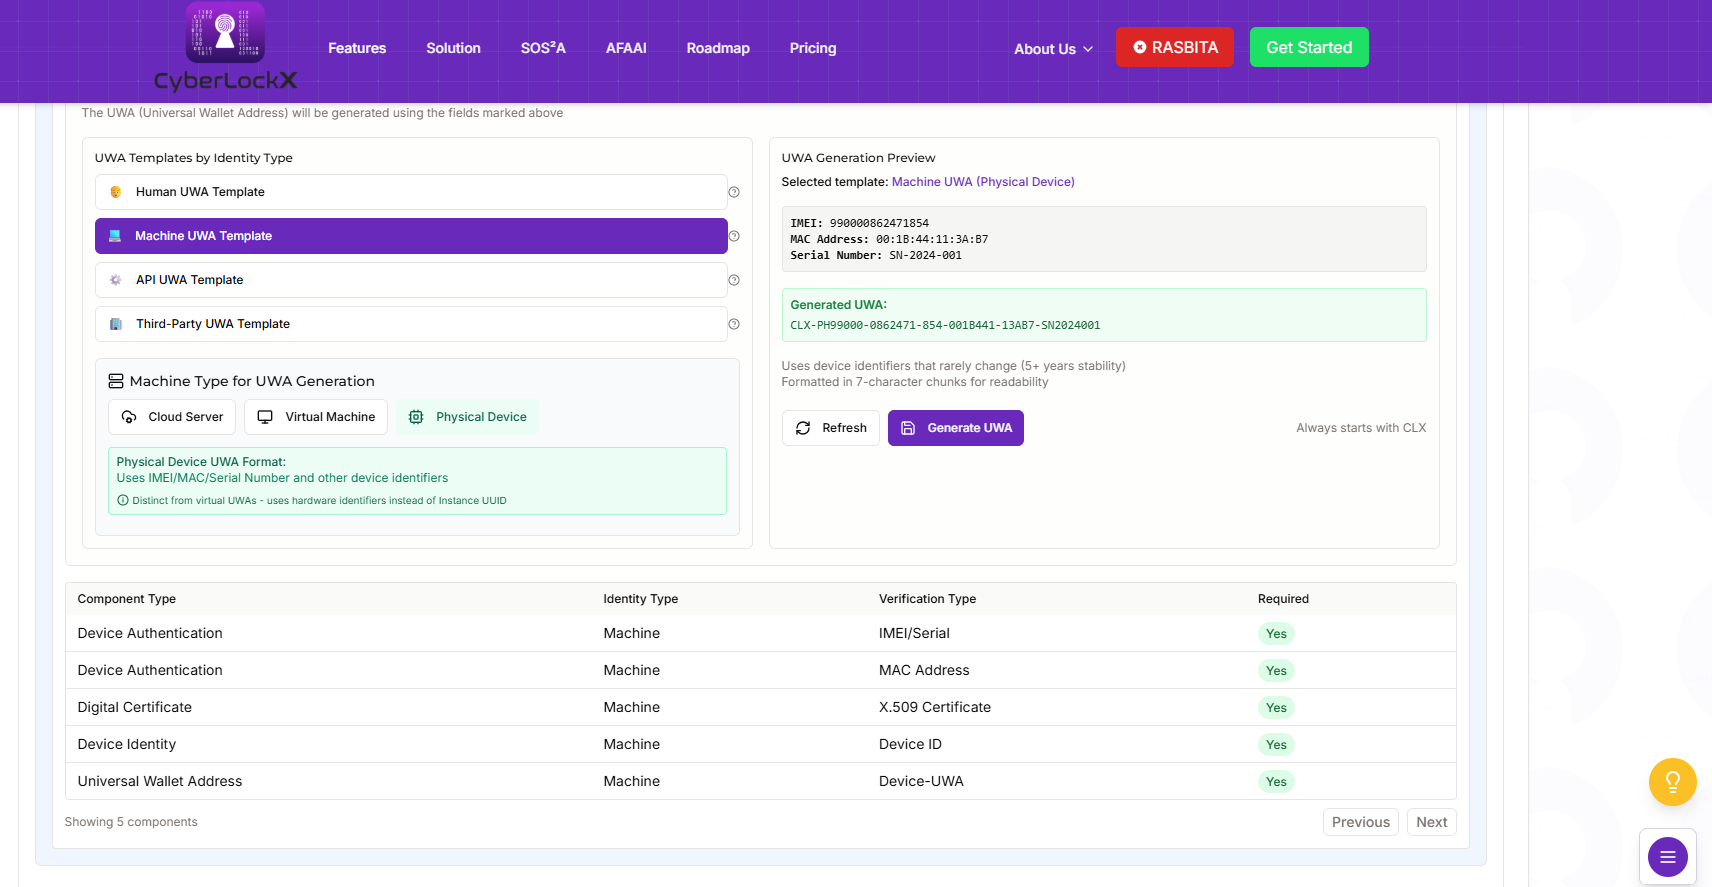 CyberLockX
Features
Solution
SOS²A
AFAAI
Roadmap
Pricing
About Us
RASBITA
Get Started
The UWA (Universal Wallet Address) will be generated using the fields marked above
UWA Templates by Identity Type
Human UWA Template
Machine UWA Template
API UWA Template
Third-Party UWA Template
Machine Type for UWA Generation
Cloud Server
Virtual Machine
Physical Device
Physical Device UWA Format:
Uses IMEI/MAC/Serial Number and other device identifiers
Distinct from virtual UWAs - uses hardware identifiers instead of Instance UUID
UWA Generation Preview
Selected template: Machine UWA (Physical Device)
IMEI: 990000862471854
MAC Address: 00:1B:44:11:3A:B7
Serial Number: SN-2024-001
Generated UWA:
CLX-PH99000-0862471-854-001B441-13AB7-SN2024001
Uses device identifiers that rarely change (5+ years stability)
Formatted in 7-character chunks for readability
Refresh
Generate UWA
Always starts with CLX
Component Type Identity Type Verification Type Required
Device Authentication Machine IMEI/Serial Yes
Device Authentication Machine MAC Address Yes
Digital Certificate Machine X.509 Certificate Yes
Device Identity Machine Device ID Yes
Universal Wallet Address Machine Device-UWA Yes
Showing 5 components
Previous
Next